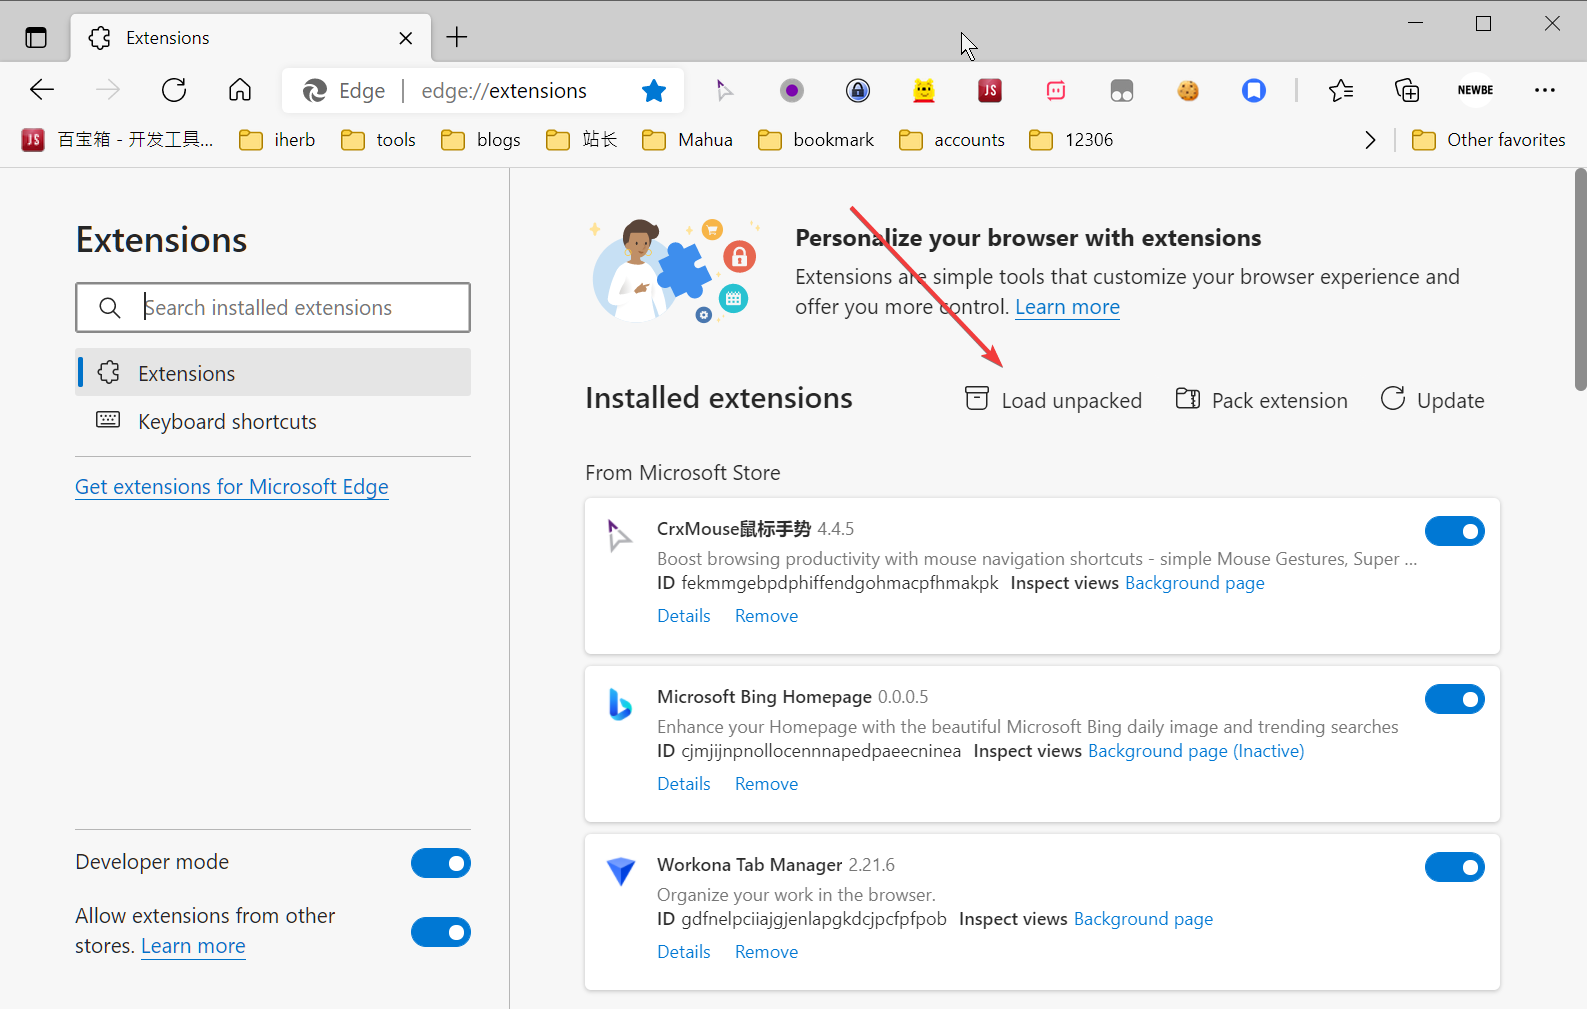 Extensions
Edge | edge://extensions
NEWBE
JS
JS 百宝箱 - 开发工具...
iherb
tools
blogs
站长
Mahua
bookmark
accounts
12306
Other favorites
Extensions
Search installed extensions
Extensions
Keyboard shortcuts
Get extensions for Microsoft Edge
Developer mode
Allow extensions from other
stores. Learn more
Personalize your browser with extensions
Extensions are simple tools that customize your browser experience and
offer you more control. Learn more
Installed extensions
Load unpacked
Pack extension
Update
From Microsoft Store
CrxMouse鼠标手势 4.4.5
Boost browsing productivity with mouse navigation shortcuts - simple Mouse Gestures, Super ...
ID fekmmgebpdphiffendgohmacpfhmakpk Inspect views Background page
Details Remove
Microsoft Bing Homepage 0.0.0.5
Enhance your Homepage with the beautiful Microsoft Bing daily image and trending searches
ID cjmjijnpnollocennnapedpaeecninea Inspect views Background page (Inactive)
Details Remove
Workona Tab Manager 2.21.6
Organize your work in the browser.
ID gdfnelpciiajgjenlapgkdcjpcfpfpob Inspect views Background page
Details Remove